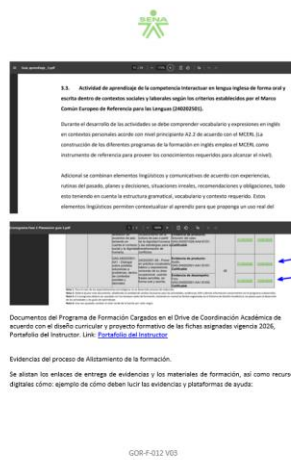 SENA
3.5. Actividad de aprendizaje de la competencia Interactuar en lengua inglesa de forma oral y
escrita dentro de contextos sociales y laborales según los criterios establecidos por el Marco
Común Europeo de Referencia para las Lenguas (240202501).
Durante el desarrollo de las actividades se debe comprender vocabulario y expresiones en inglés
en contextos personales acorde con nivel principiante A2.2 de acuerdo con el MCERL (La
construcción de los diferentes programas de la formación en inglés emplea el MCERL como
instrumento de referencia para proveer los conocimientos requeridos para alcanzar el nivel).
Adicional se combinan elementos lingüísticos y comunicativos de acuerdo con experiencias,
rutinas del pasado, planes y decisiones, situaciones irreales, recomendaciones y obligaciones, todo
esto teniendo en cuenta la estructura gramatical, vocabulario y contexto requerido. Estos
elementos lingüísticos permiten contextualizar al aprendiz para que proponga un uso real del
Documentos del Programa de Formación Cargados en el Drive de Coordinación Académica de
acuerdo con el diseño curricular y proyecto formativo de las fichas asignadas vigencia 2026,
Portafolio del Instructor. Link: Portafolio del Instructor
Evidencias del proceso de Alistamiento de la formación.
Se alistan los enlaces de entrega de evidencias y los materiales de formación, así como recurso
digitales cómo: ejemplo de cómo deben lucir las evidencias y plataformas de ayuda:
GOR-F-012 V03